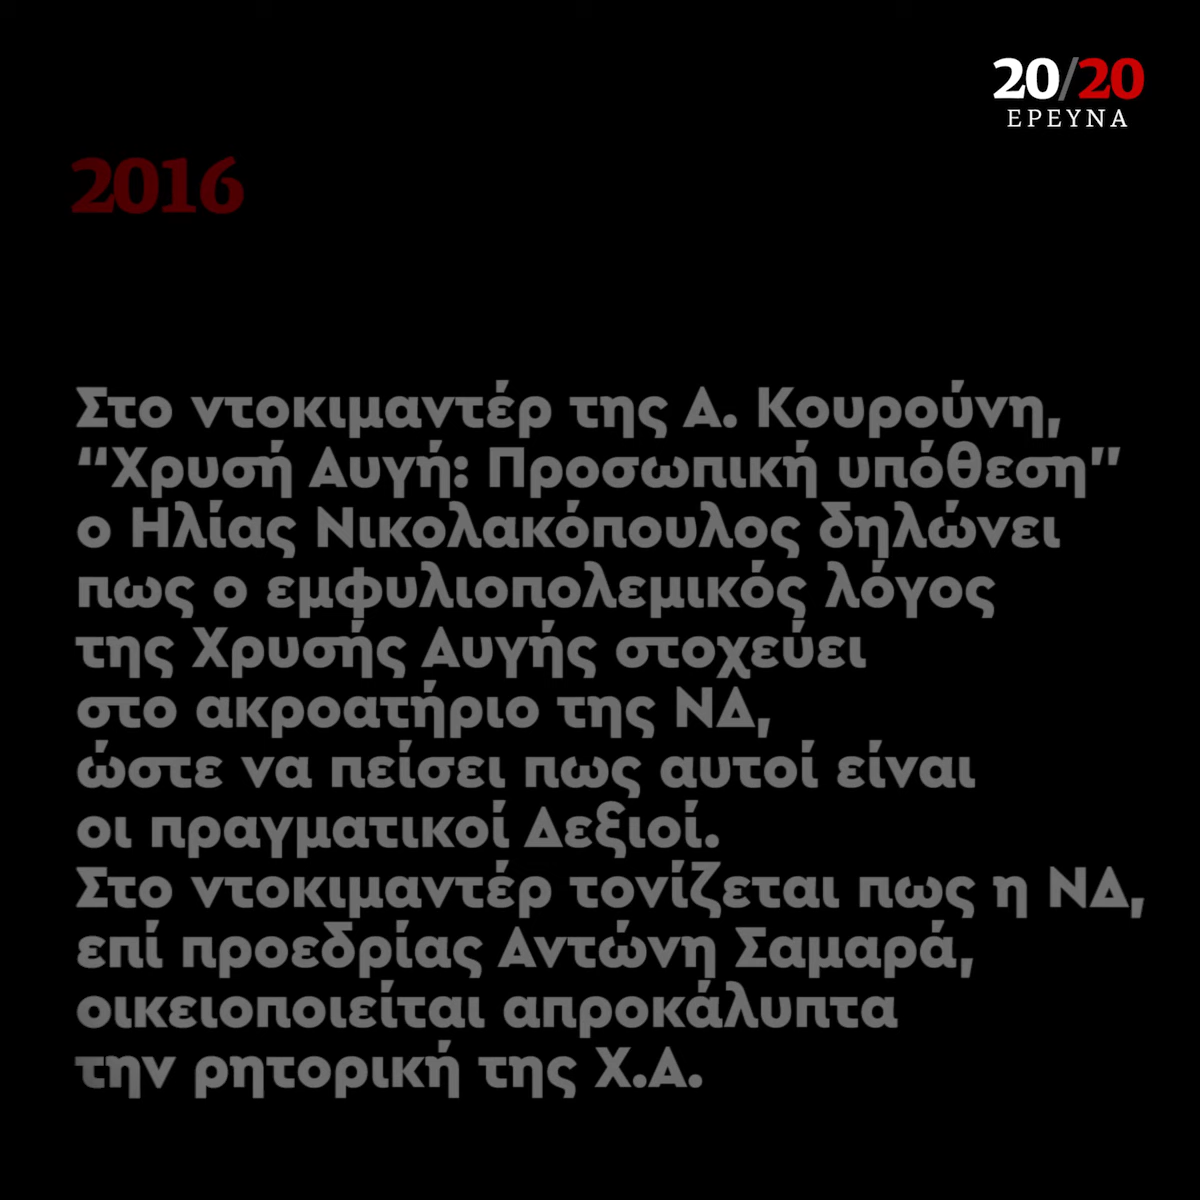 20/20
ΕΡΕΥΝΑ
2016
Στο ντοκιμαντέρ της Α. Κουρούνη,
“Χρυσή Αυγή: Προσωπική υπόθεση”
ο Ηλίας Νικολακόπουλος δηλώνει
πως ο εμφυλιοπολεμικός λόγος
της Χρυσής Αυγής στοχεύει
στο ακροατήριο της ΝΔ,
ώστε να πείσει πως αυτοί είναι
οι πραγματικοί Δεξιοί.
Στο ντοκιμαντέρ τονίζεται πως η ΝΔ,
επί προεδρίας Αντώνη Σαμαρά,
οικειοποιείται απροκάλυπτα
την ρητορική της Χ.Α.